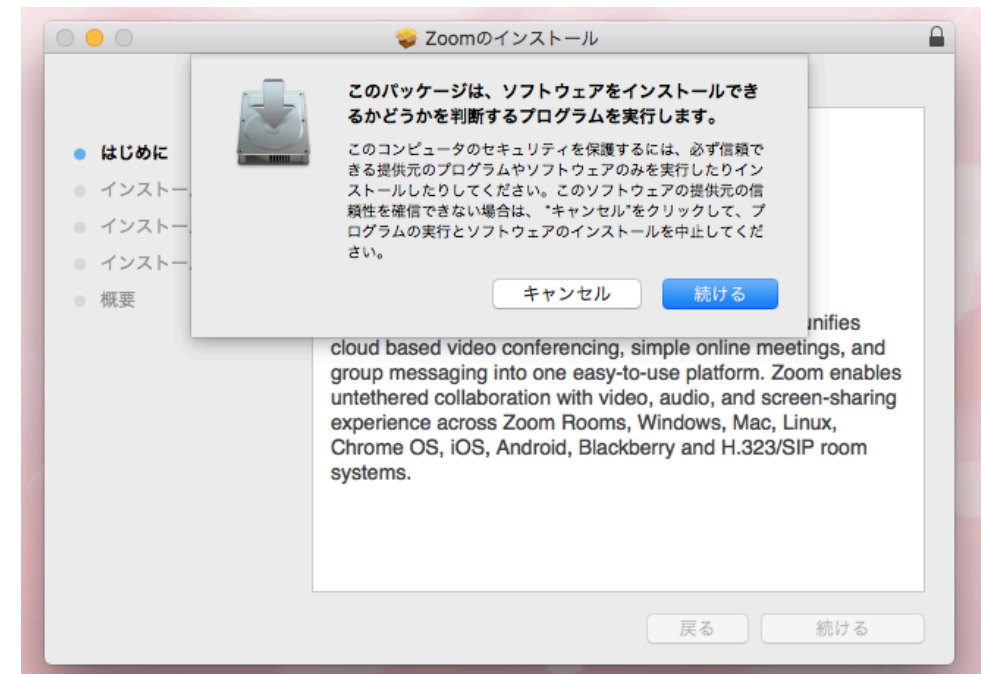 Zoomのインストール
このパッケージは、ソフトウェアをインストールでき
るかどうかを判断するプログラムを実行します。
このコンピュータのセキュリティを保護するには、必ず信頼で
きる提供元のプログラムやソフトウェアのみを実行したりイン
ストールしたりしてください。このソフトウェアの提供元の信
頼性を確信できない場合は、"キャンセル"をクリックして、プ
ログラムの実行とソフトウェアのインストールを中止してくだ
さい。
キャンセル
続ける
はじめに
インストー
インストー
インストー
概要
unifies
cloud based video conferencing, simple online meetings, and
group messaging into one easy-to-use platform. Zoom enables
untethered collaboration with video, audio, and screen-sharing
experience across Zoom Rooms, Windows, Mac, Linux,
Chrome OS, iOS, Android, Blackberry and H.323/SIP room
systems.
戻る
続ける